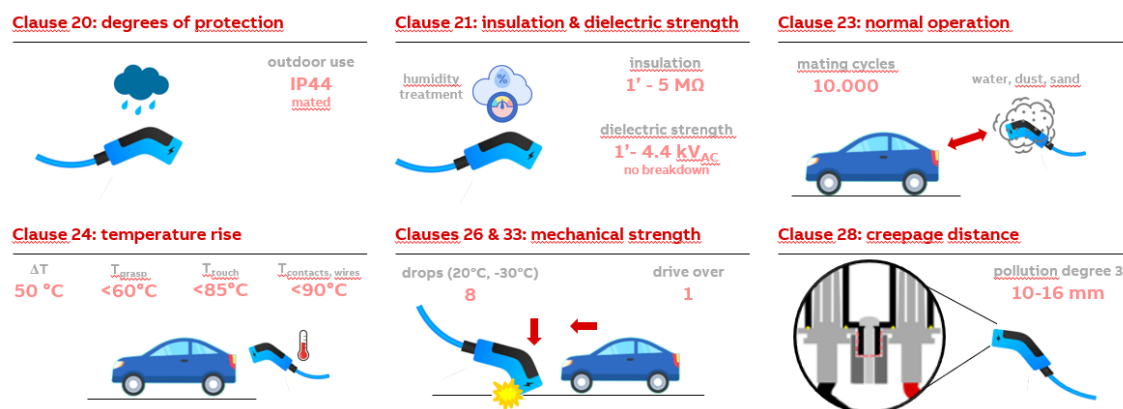 Clause 20: degrees of protection
outdoor use
IP44
mated
Clause 21: insulation & dielectric strength
humidity
treatment
%
insulation
1' - 5 MΩ
dielectric strength
1'- 4.4 kVAC
no breakdown
Clause 23: normal operation
mating cycles
10.000
water, dust, sand
Clause 24: temperature rise
ΔT
50 °C
Tgrasp
<60°C
Ttouch
<85°C
Tcontacts, wires
<90°C
Clauses 26 & 33: mechanical strength
drops (20°C, -30°C)
8
drive over
1
Clause 28: creepage distance
pollution degree 3
10-16 mm